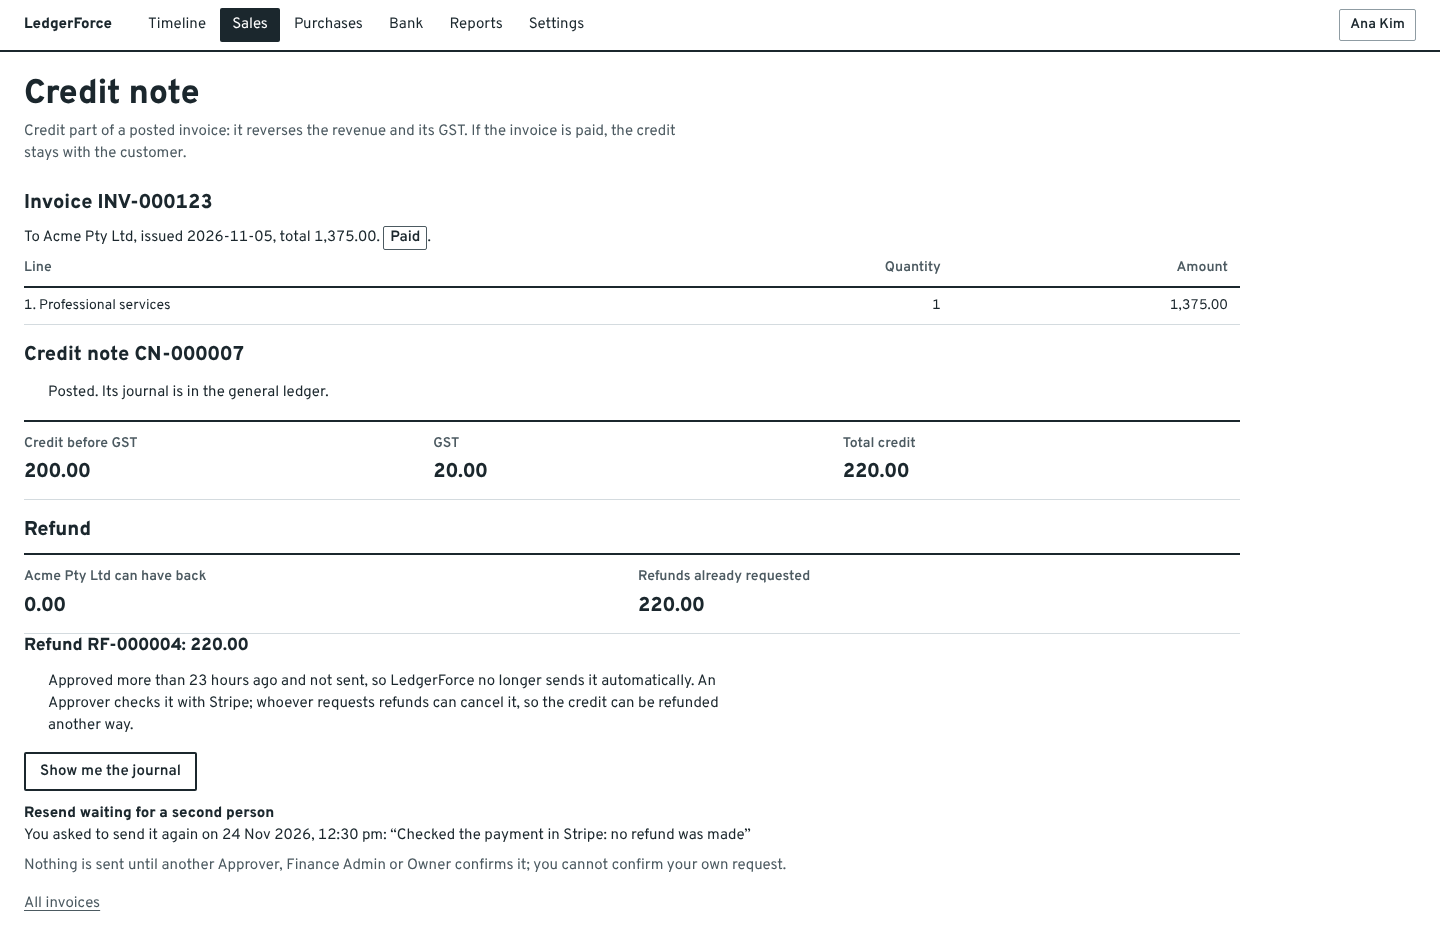 LedgerForce Timeline Sales Purchases Bank Reports Settings Ana Kim
Credit note
Credit part of a posted invoice: it reverses the revenue and its GST. If the invoice is paid, the credit
stays with the customer.
Invoice INV-000123
To Acme Pty Ltd, issued 2026-11-05, total 1,375.00. Paid.
Line Quantity Amount
1. Professional services 1 1,375.00
Credit note CN-000007
Posted. Its journal is in the general ledger.
Credit before GST GST Total credit
200.00 20.00 220.00
Refund
Acme Pty Ltd can have back Refunds already requested
0.00 220.00
Refund RF-000004: 220.00
Approved more than 23 hours ago and not sent, so LedgerForce no longer sends it automatically. An
Approver checks it with Stripe; whoever requests refunds can cancel it, so the credit can be refunded
another way.
Show me the journal
Resend waiting for a second person
You asked to send it again on 24 Nov 2026, 12:30 pm: “Checked the payment in Stripe: no refund was made”
Nothing is sent until another Approver, Finance Admin or Owner confirms it; you cannot confirm your own request.
All invoices